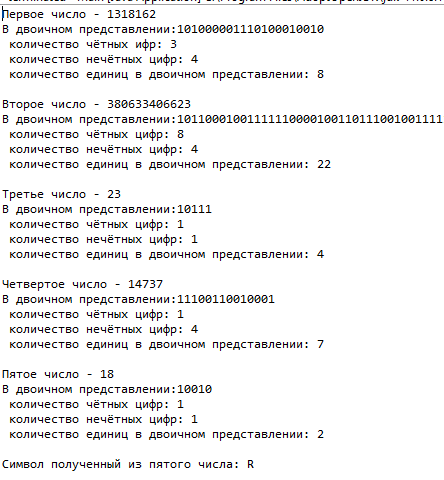 Первое число - 1318162
В двоичном представлении:101000001110100010010
количество чётных ифр: 3
количество нечётных цифр: 4
количество единиц в двоичном представлении: 8
Второе число - 380633406623
В двоичном представлении:101100010011111100001001101110010011111
количество чётных цифр: 8
количество нечётных цифр: 4
количество единиц в двоичном представлении: 22
Третье число - 23
В двоичном представлении:10111
количество чётных цифр: 1
количество нечётных цифр: 1
количество единиц в двоичном представлении: 4
Четвертое число - 14737
В двоичном представлении:11100110010001
количество чётных цифр: 1
количество нечётных цифр: 4
количество единиц в двоичном представлении: 7
Пятое число - 18
В двоичном представлении:10010
количество чётных цифр: 1
количество нечётных цифр: 1
количество единиц в двоичном представлении: 2
Символ полученный из пятого числа: R